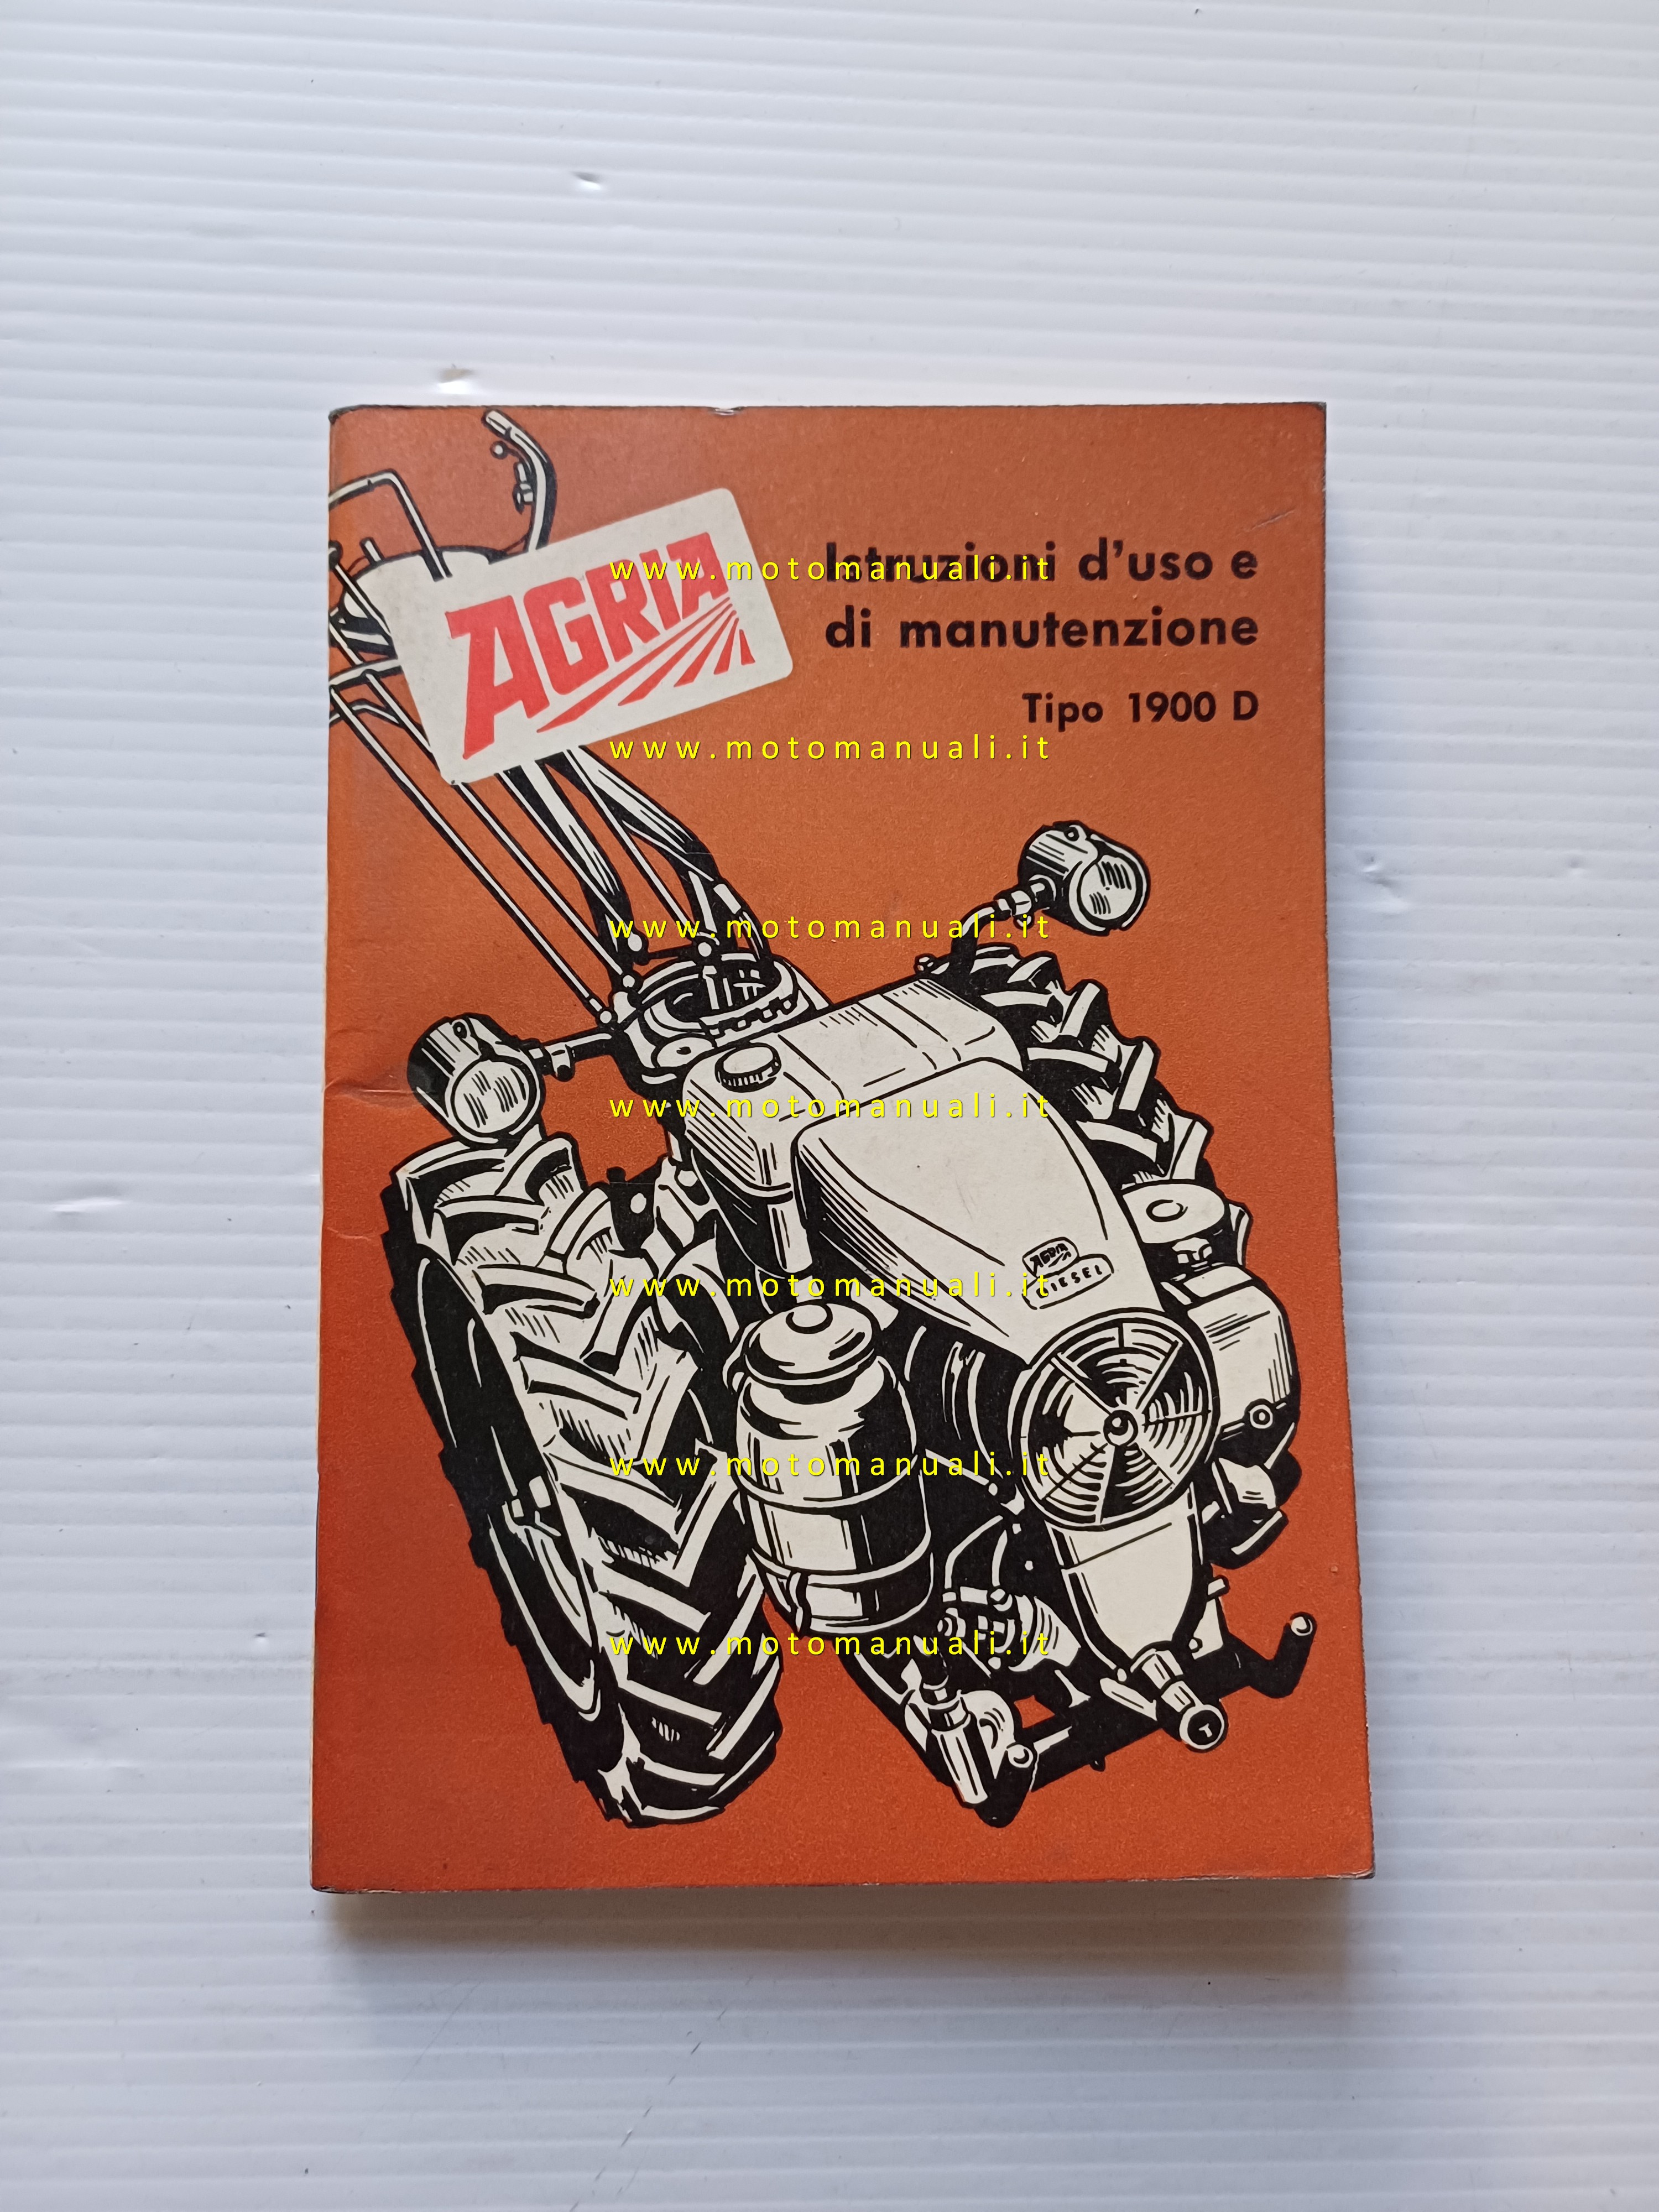 AGRIA
Istruzioni d'uso e
di manutenzione
Tipo 1900 D
www.motomanuali.it
www.motomanuali.it
www.motomanuali.it
www.motomanuali.it
www.motomanuali.it
www.motomanuali.it
www.motomanuali.it
DIESEL